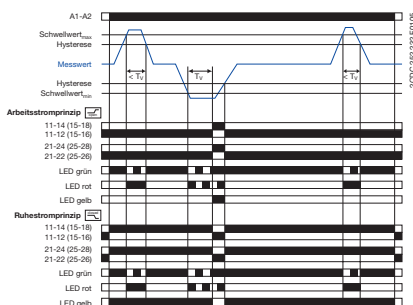 A1-A2
Schwellwertmax
Hysterese
Messwert
< Tv
Tv
< Tv
Hysterese
Schwellwertmin
Arbeitsstromprinzip
11-14 (15-18)
11-12 (15-16)
21-24 (25-28)
21-22 (25-26)
LED grün
LED rot
LED gelb
Ruhestromprinzip
11-14 (15-18)
11-12 (15-16)
21-24 (25-28)
21-22 (25-26)
LED grün
LED rot
LED gelb